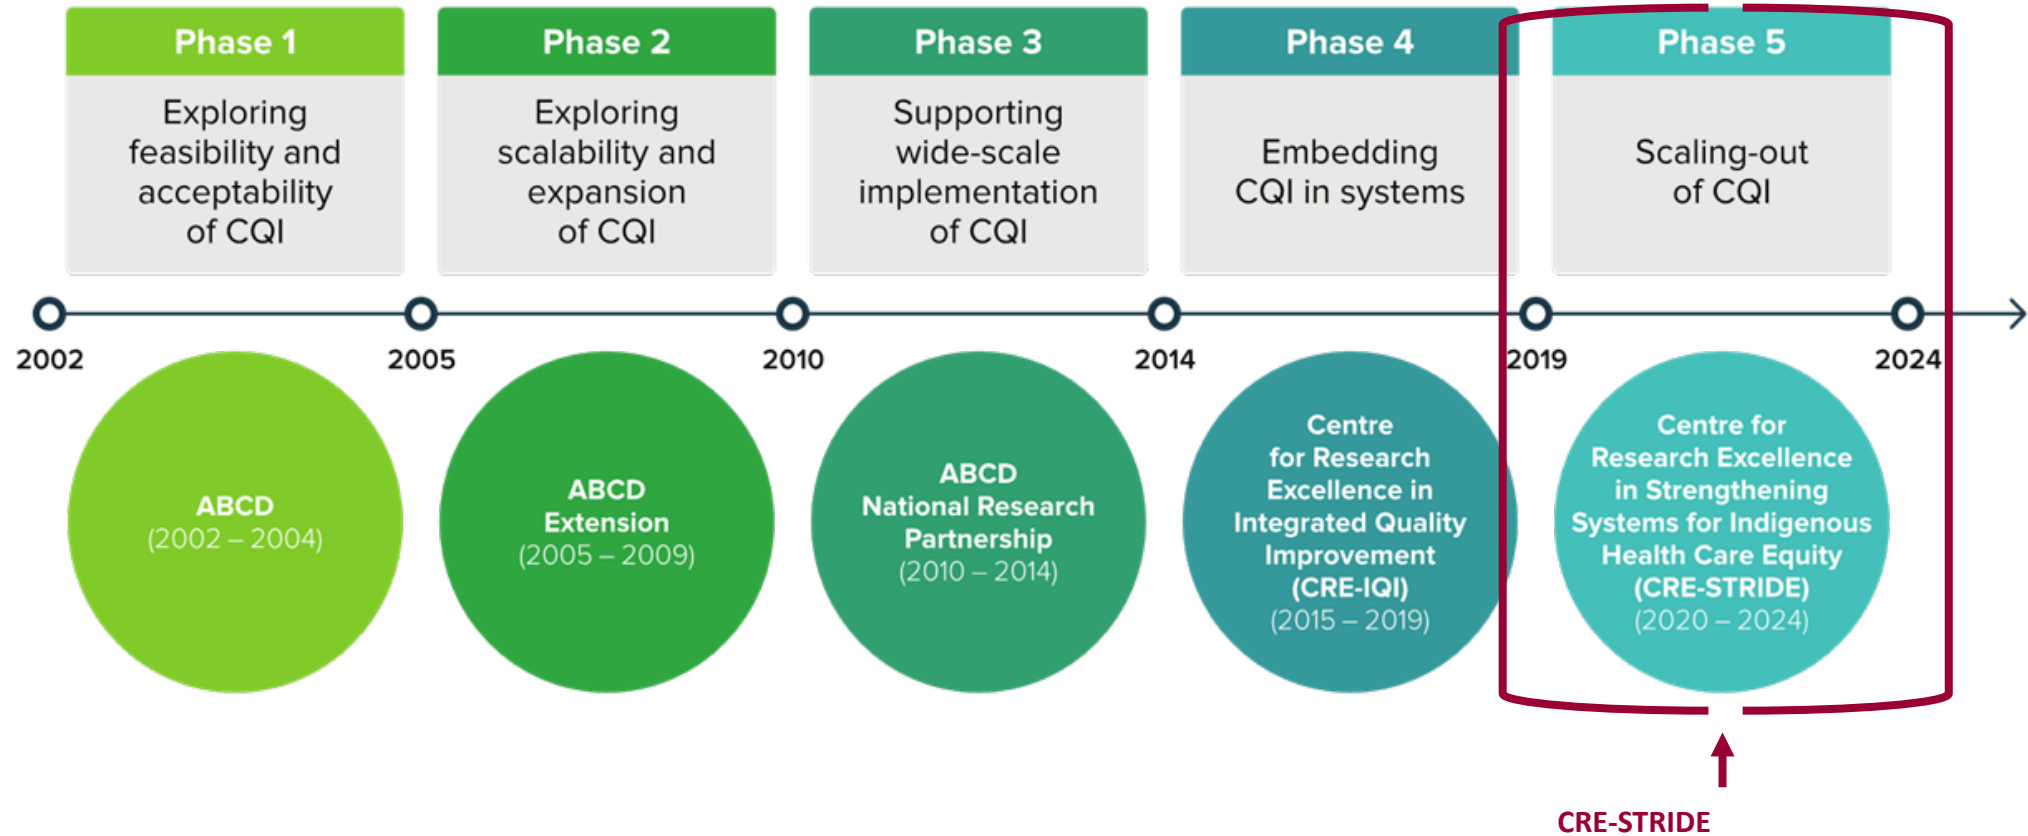 Phase 1
Exploring
feasibility and
acceptability
of CQI
Phase 2
Exploring
scalability and
expansion
of CQI
Phase 3
Supporting
wide-scale
implementation
of CQI
Phase 4
Embedding
CQI in systems
Phase 5
Scaling-out
of CQI
2002
2005
2010
2014
2019
2024
ABCD
(2002 – 2004)
ABCD
Extension
(2005 – 2009)
ABCD
National Research
Partnership
(2010 – 2014)
Centre
for Research
Excellence in
Integrated Quality
Improvement
(CRE-IQI)
(2015 – 2019)
Centre for
Research Excellence
in Strengthening
Systems for Indigenous
Health Care Equity
(CRE-STRIDE)
(2020 – 2024)
CRE-STRIDE